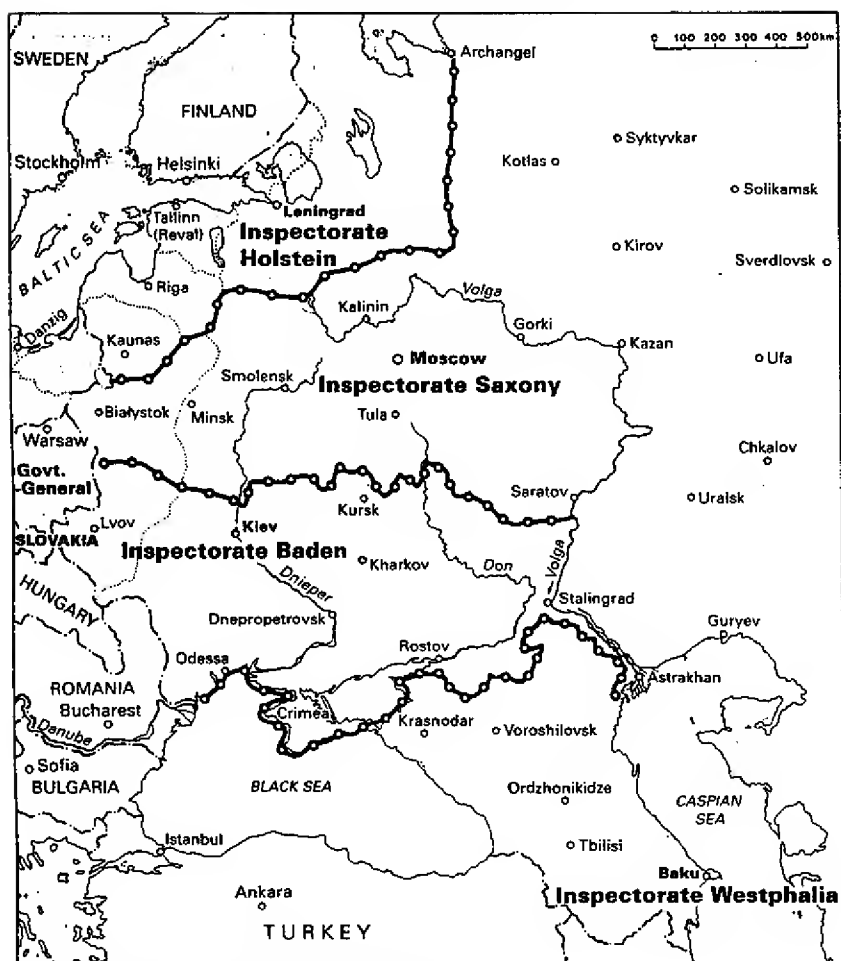 Archangel
0 100 200 300 400 500km
SWEDEN
FINLAND
Syktyvkar
Kotlas
Stockholm
Helsinki
Solikamsk
Leningrad
Tallinn
(Reval)
Inspectorate
Holstein
BALTIC SEA
Kirov
Sverdlovsk
Riga
Volga
Kalinin
Gorki
Danzig
Kaunas
Kazan
Moscow
Ufa
Smolensk
Inspectorate Saxony
Białystok
Minsk
Tula
Warsaw
Chkalov
Govt.
-General
Saratov
Uralsk
Kursk
Lvov
Kiev
SLOVAKIA
Inspectorate Baden
Kharkov
Don
Volga
Dnieper
HUNGARY
Stalingrad
Dnepropetrovsk
Guryev
Rostov
Odessa
Astrakhan
ROMANIA
Bucharest
Crimea
Krasnodar
Voroshilovsk
Danube
Sofia
BULGARIA
BLACK SEA
Ordzhonikidze
CASPIAN
SEA
Istanbul
Tbilisi
Baku
Ankara
Inspectorate Westphalia
TURKEY